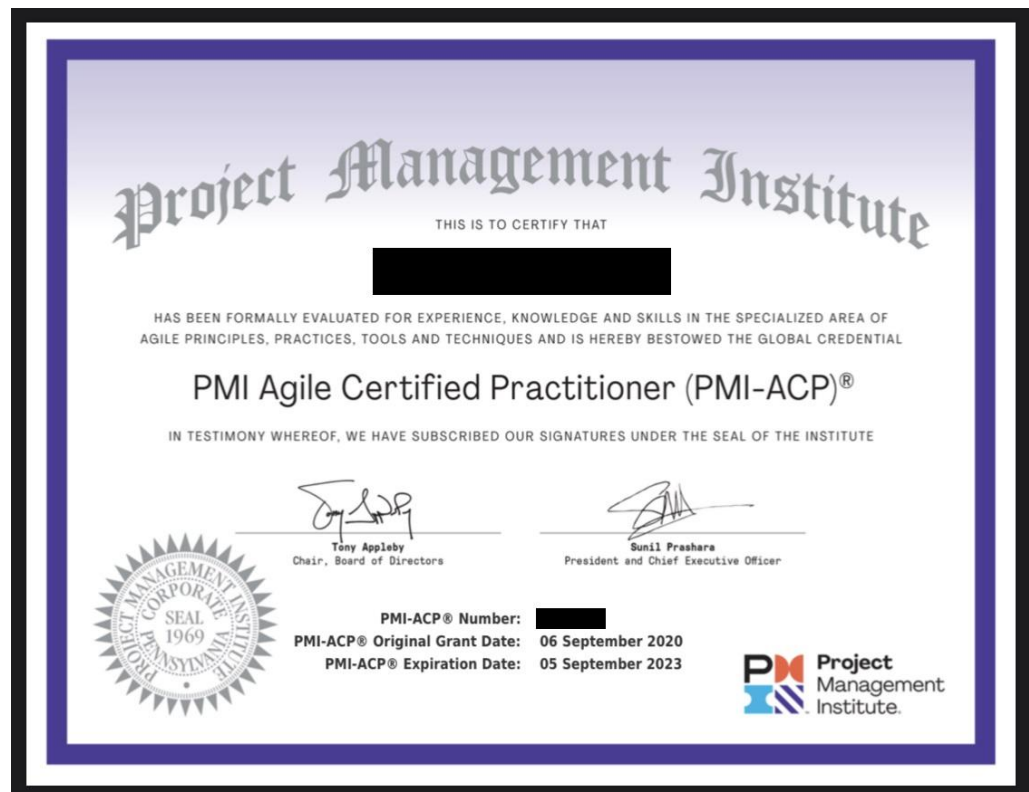 Project Management Institute
THIS IS TO CERTIFY THAT
HAS BEEN FORMALLY EVALUATED FOR EXPERIENCE, KNOWLEDGE AND SKILLS IN THE SPECIALIZED AREA OF
AGILE PRINCIPLES, PRACTICES, TOOLS AND TECHNIQUES AND IS HEREBY BESTOWED THE GLOBAL CREDENTIAL
PMI Agile Certified Practitioner (PMI-ACP)®
IN TESTIMONY WHEREOF, WE HAVE SUBSCRIBED OUR SIGNATURES UNDER THE SEAL OF THE INSTITUTE
Tony Appleby
Chair, Board of Directors
Sunil Prashara
President and Chief Executive Officer
PROJECT MANAGEMENT INSTITUTE
CORPORATE
SEAL
1969
PENNSYLVANIA
PMI-ACP® Number:
PMI-ACP® Original Grant Date: 06 September 2020
PMI-ACP® Expiration Date: 05 September 2023
Project
Management
Institute.